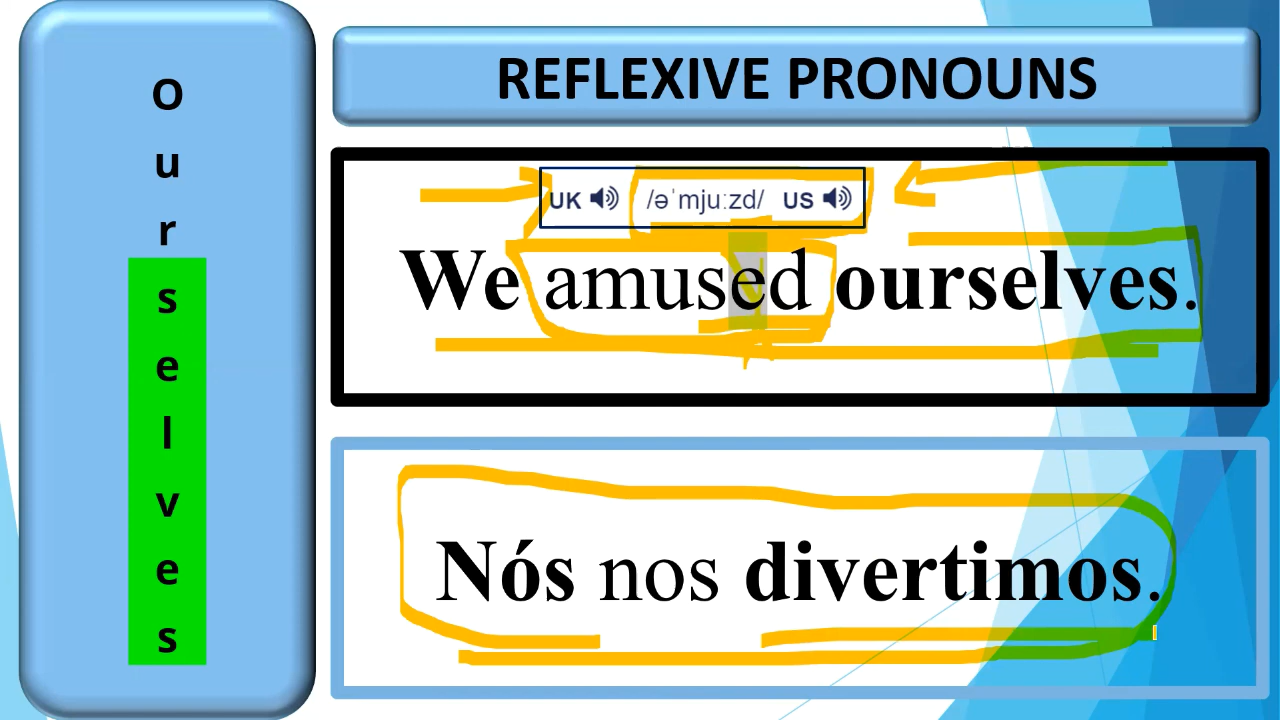 O
u
r
s
e
l
v
e
s
REFLEXIVE PRONOUNS
UK /əˈmjuːzd/ US
We amused ourselves.
Nós nos divertimos.